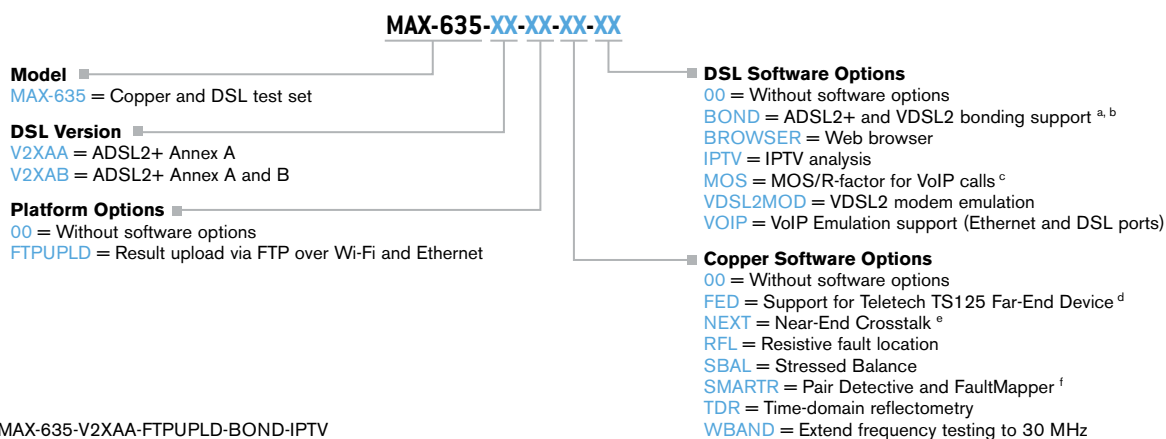 MAX-635-XX-XX-XX-XX
Model
MAX-635 = Copper and DSL test set
DSL Version
V2XAA = ADSL2+ Annex A
V2XAB = ADSL2+ Annex A and B
Platform Options
00 = Without software options
FTPUPLD = Result upload via FTP over Wi-Fi and Ethernet
DSL Software Options
00 = Without software options
BOND = ADSL2+ and VDSL2 bonding support a, b
BROWSER = Web browser
IPTV = IPTV analysis
MOS = MOS/R-factor for VoIP calls c
VDSL2MOD = VDSL2 modem emulation
VOIP = VoIP Emulation support (Ethernet and DSL ports)
Copper Software Options
00 = Without software options
FED = Support for Teletech TS125 Far-End Device d
NEXT = Near-End Crosstalk e
RFL = Resistive fault location
SBAL = Stressed Balance
SMARTR = Pair Detective and FaultMapper f
TDR = Time-domain reflectometry
WBAND = Extend frequency testing to 30 MHz
MAX-635-V2XAA-FTPUPLD-BOND-IPTV